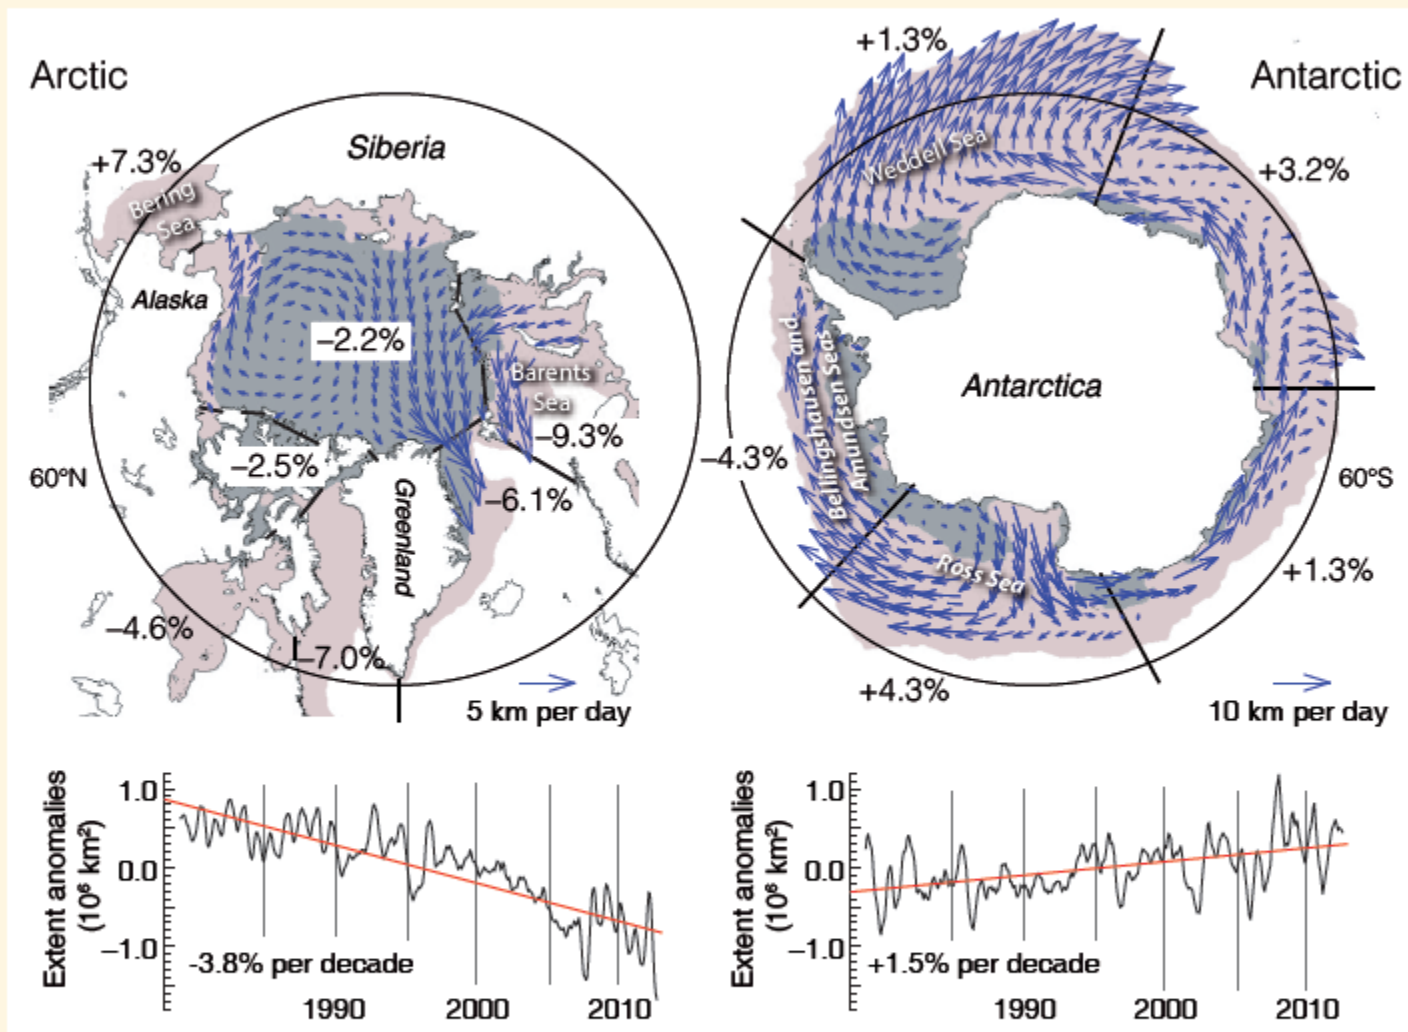 Arctic
Siberia
+7.3%
Bering
Sea
Alaska
−2.2%
Barents
Sea
−9.3%
−2.5%
60°N
−6.1%
Greenland
−4.6%
−7.0%
5 km per day
Antarctic
+1.3%
Weddell Sea
+3.2%
Bellingshausen and
Amundsen Seas
Antarctica
−4.3%
60°S
Ross Sea
+1.3%
+4.3%
10 km per day
Extent anomalies
(10⁶ km²)
1.0
0.0
−1.0
-3.8% per decade
1990
2000
2010
Extent anomalies
(10⁶ km²)
1.0
0.0
−1.0
+1.5% per decade
1990
2000
2010